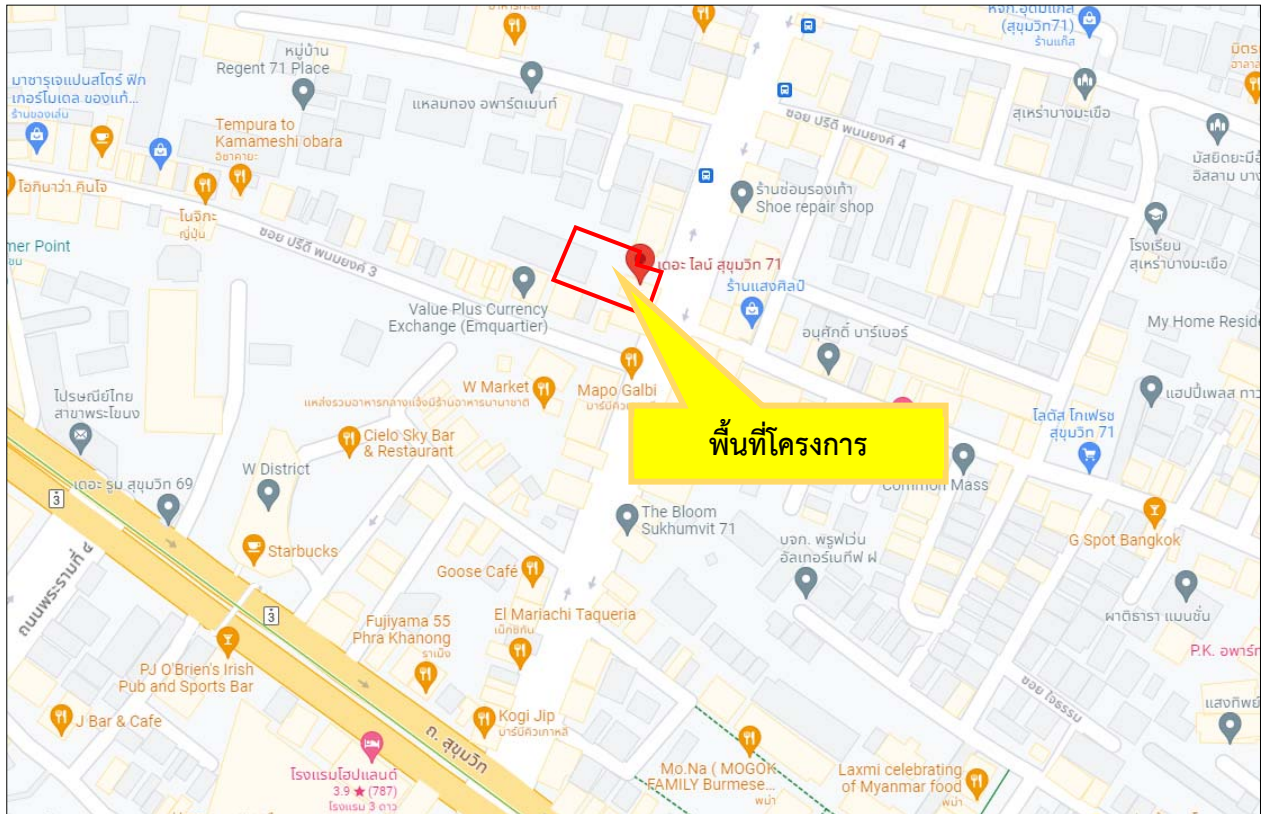 หจก.อุดมแก๊ส
(สุขุมวิท71)
ร้านแก๊ส
หมู่บ้าน
Regent 71 Place
มาซารุเจแปนสโตร์ ฟิก
เกอร์โมเดล ของแท้...
ร้านของเล่น
แหลมทอง อพาร์ตเมนท์
สุเหร่าบางมะเขือ
ซอย ปรีดี พนมยงค์ 4
Tempura to
Kamameshi obara
อิซากายะ
มัสยิดยะมีอ
อิสลาม บาง
โอกินาว่า คินโจ
โนจิกะ
ญี่ปุ่น
ร้านซ่อมรองเท้า
Shoe repair shop
โรงเรียน
สุเหร่าบางมะเขือ
mer Point
ซอย ปรีดี พนมยงค์ 3
เดอะ ไลน์ สุขุมวิท 71
ร้านแสงศิลป์
Value Plus Currency
Exchange (Emquartier)
อนุศักดิ์ บาร์เบอร์
My Home Reside
W Market
แหล่งรวมอาหารกลางแจ้งมีร้านอาหารนานาชาติ
Mapo Galbi
ไปรษณีย์ไทย
สาขาพระโขนง
แฮปปี้เพลส ทาว
โลตัส โกเฟรช
สุขุมวิท 71
Cielo Sky Bar
& Restaurant
พื้นที่โครงการ
W District
เดอะ รูม สุขุมวิท 69
3
Common Mass
The Bloom
Sukhumvit 71
บจก. พรูฟเว่น
อัลเทอร์เนทีฟ ฝ
G Spot Bangkok
Starbucks
Goose Café
ถนนพระรามที่ ๔
3
Fujiyama 55
Phra Khanong
ราเม็ง
El Mariachi Taqueria
เม็กซิกัน
ผาติธารา แมนชั่น
P.K. อพาร์ท
PJ O'Brien's Irish
Pub and Sports Bar
ซอย ใจธรรม
แสงทิพย์
J Bar & Cafe
Kogi Jip
บาร์บีคิวเกาหลี
ถ. สุขุมวิท
โรงแรมโฮปแลนด์
3.9 ★ (787)
โรงแรม 3 ดาว
Mo.Na ( MOGOK
FAMILY Burmese...
พม่า
Laxmi celebrating
of Myanmar food
พม่า